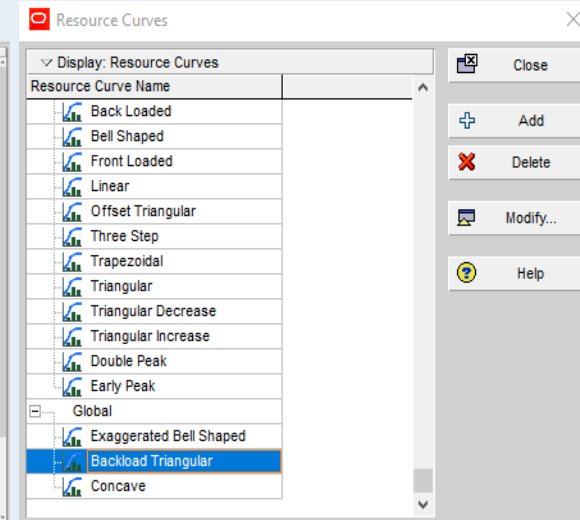 Resource Curves
Display: Resource Curves
Resource Curve Name
Back Loaded
Bell Shaped
Front Loaded
Linear
Offset Triangular
Three Step
Trapezoidal
Triangular
Triangular Decrease
Triangular Increase
Double Peak
Early Peak
Global
Exaggerated Bell Shaped
Backload Triangular
Concave
Close
Add
Delete
Modify...
Help